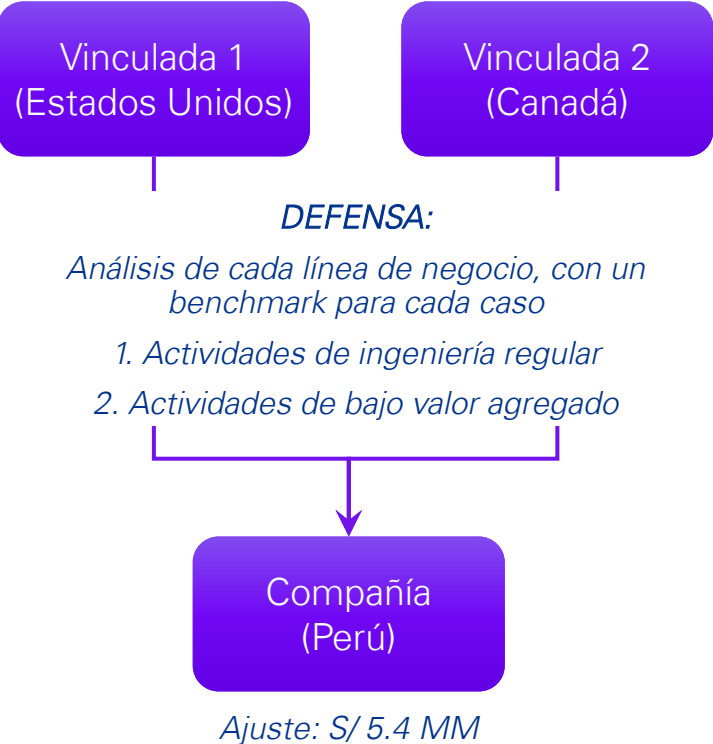 Vinculada 1
(Estados Unidos)
Vinculada 2
(Canadá)
DEFENSA:
Análisis de cada línea de negocio, con un
benchmark para cada caso
1. Actividades de ingeniería regular
2. Actividades de bajo valor agregado
Compañía
(Perú)
Ajuste: S/ 5.4 MM